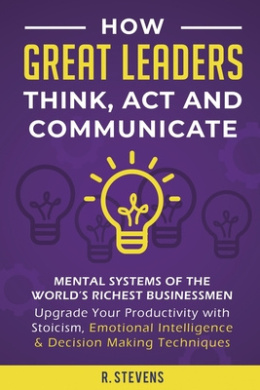 HOW
GREAT LEADERS
THINK, ACT AND
COMMUNICATE
MENTAL SYSTEMS OF THE
WORLD'S RICHEST BUSINESSMEN
Upgrade Your Productivity with
Stoicism, Emotional Intelligence
& Decision Making Techniques
R. STEVENS